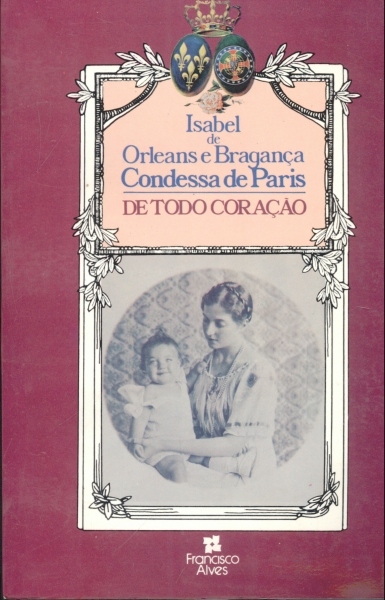 Isabel
de
Orleans e Bragança
Condessa de Paris
DE TODO CORAÇÃO
Francisco
Alves